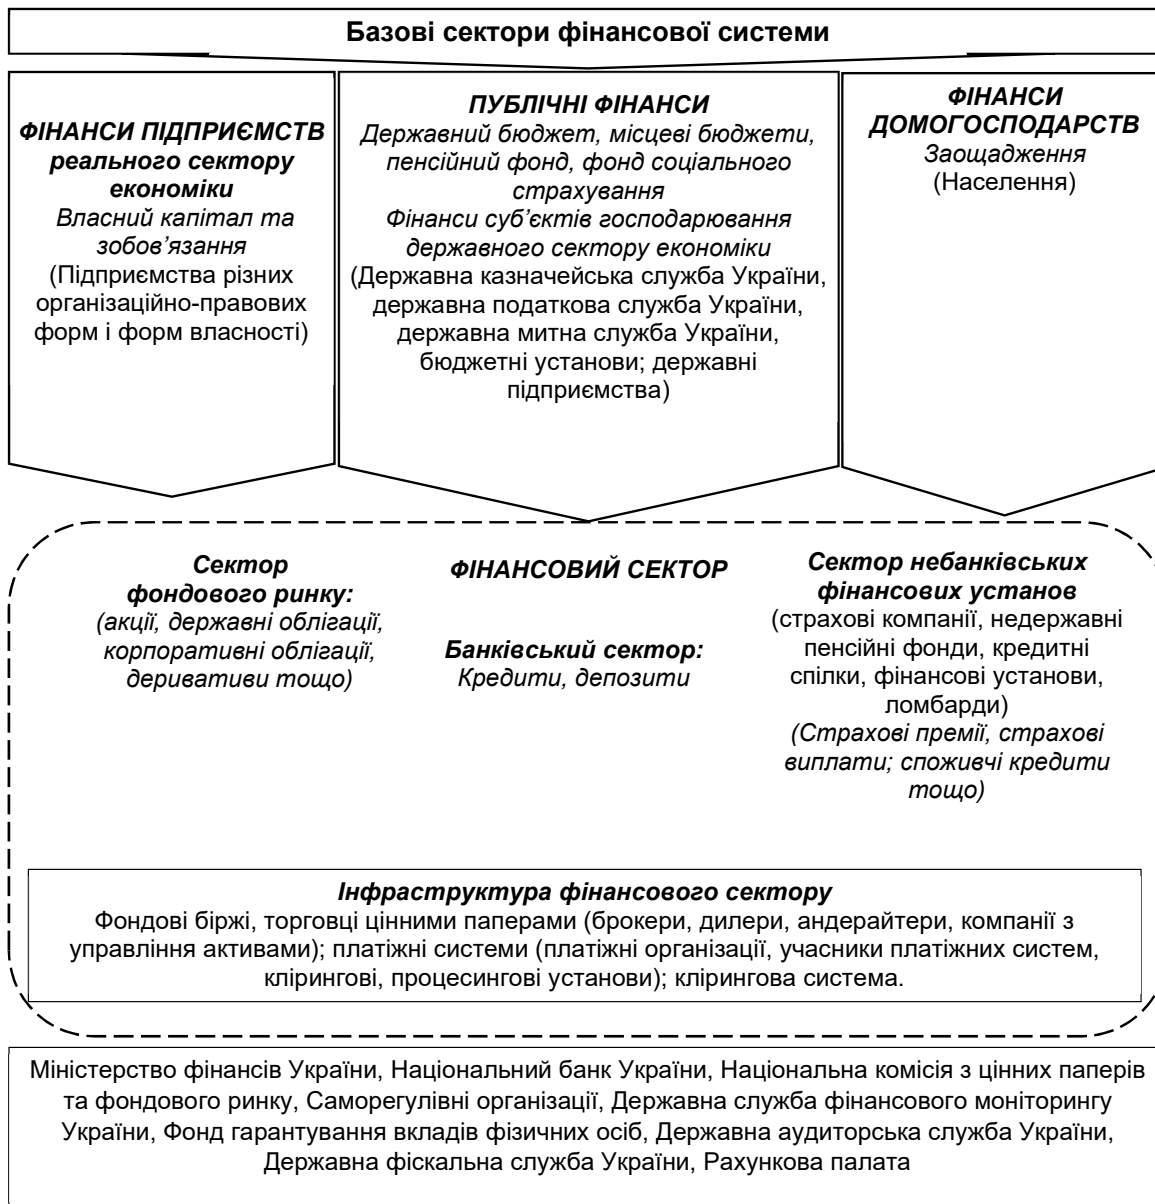 Базові сектори фінансової системи
ФІНАНСИ ПІДПРИЄМСТВ
реального сектору
економіки
Власний капітал та
зобов’язання
(Підприємства різних
організаційно-правових
форм і форм власності)
ПУБЛІЧНІ ФІНАНСИ
Державний бюджет, місцеві бюджети,
пенсійний фонд, фонд соціального
страхування
Фінанси суб’єктів господарювання
державного сектору економіки
(Державна казначейська служба України,
державна податкова служба України,
державна митна служба України,
бюджетні установи; державні
підприємства)
ФІНАНСИ
ДОМОГОСПОДАРСТВ
Заощадження
(Населення)
Сектор
фондового ринку:
(акції, державні облігації,
корпоративні облігації,
деривативи тощо)
ФІНАНСОВИЙ СЕКТОР
Банківський сектор:
Кредити, депозити
Сектор небанківських
фінансових установ
(страхові компанії, недержавні
пенсійні фонди, кредитні
спілки, фінансові установи,
ломбарди)
(Страхові премії, страхові
виплати; споживчі кредити
тощо)
Інфраструктура фінансового сектору
Фондові біржі, торговці цінними паперами (брокери, дилери, андерайтери, компанії з
управління активами); платіжні системи (платіжні організації, учасники платіжних систем,
клірингові, процесингові установи); клірингова система.
Міністерство фінансів України, Національний банк України, Національна комісія з цінних паперів
та фондового ринку, Саморегулівні організації, Державна служба фінансового моніторингу
України, Фонд гарантування вкладів фізичних осіб, Державна аудиторська служба України,
Державна фіскальна служба України, Рахункова палата